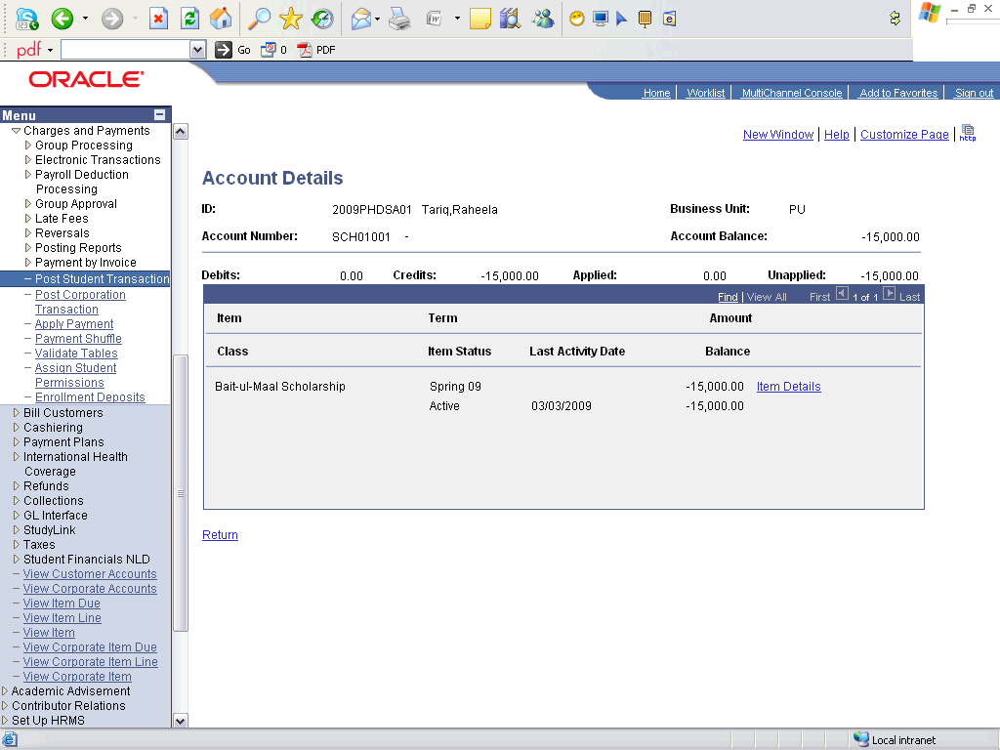 pdf Go 0 PDF
ORACLE
Home Worklist MultiChannel Console Add to Favorites Sign out
New Window Help Customize Page http
Menu
Charges and Payments
Group Processing
Electronic Transactions
Payroll Deduction
Processing
Group Approval
Late Fees
Reversals
Posting Reports
Payment by Invoice
– Post Student Transaction
– Post Corporation
Transaction
– Apply Payment
– Payment Shuffle
– Validate Tables
– Assign Student
Permissions
– Enrollment Deposits
Bill Customers
Cashiering
Payment Plans
International Health
Coverage
Refunds
Collections
GL Interface
StudyLink
Taxes
Student Financials NLD
– View Customer Accounts
– View Corporate Accounts
– View Item Due
– View Item Line
– View Item
– View Corporate Item Due
– View Corporate Item Line
– View Corporate Item
Academic Advisement
Contributor Relations
Set Up HRMS
Account Details
ID: 2009PHDSA01 Tariq,Raheela Business Unit: PU
Account Number: SCH01001 - Account Balance: -15,000.00
Debits: 0.00 Credits: -15,000.00 Applied: 0.00 Unapplied: -15,000.00
Find | View All First 1 of 1 Last
Item Term Amount
Class Item Status Last Activity Date Balance
Bait-ul-Maal Scholarship Spring 09 -15,000.00 Item Details
Active 03/03/2009 -15,000.00
Return
Local intranet